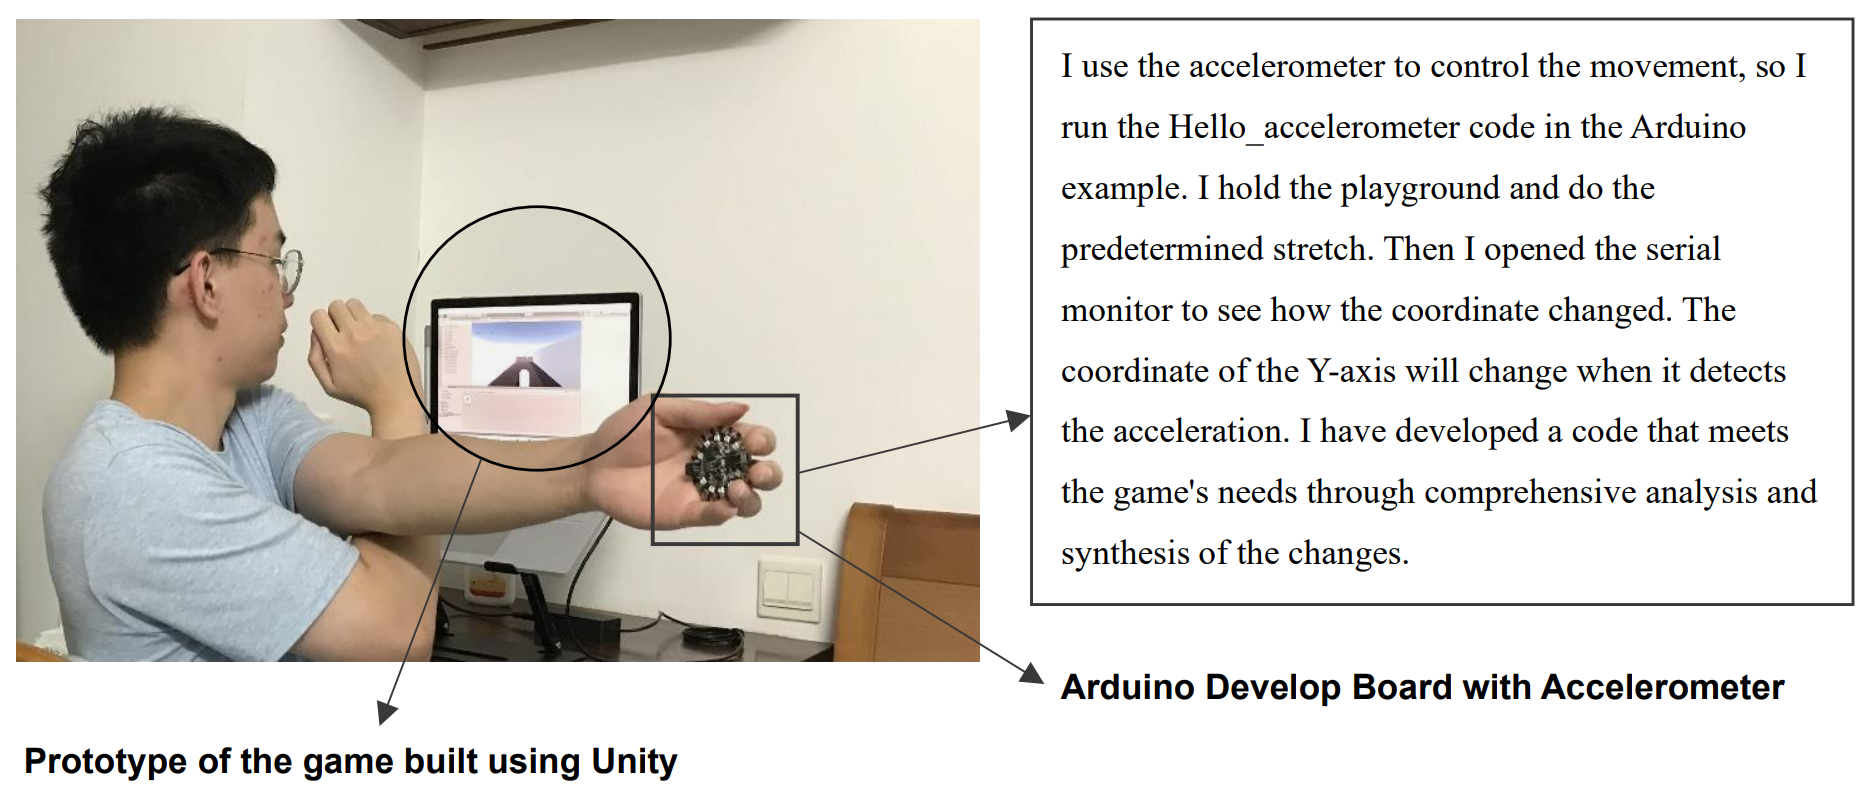 I use the accelerometer to control the movement, so I
run the Hello_accelerometer code in the Arduino
example. I hold the playground and do the
predetermined stretch. Then I opened the serial
monitor to see how the coordinate changed. The
coordinate of the Y-axis will change when it detects
the acceleration. I have developed a code that meets
the game's needs through comprehensive analysis and
synthesis of the changes.
Arduino Develop Board with Accelerometer
Prototype of the game built using Unity